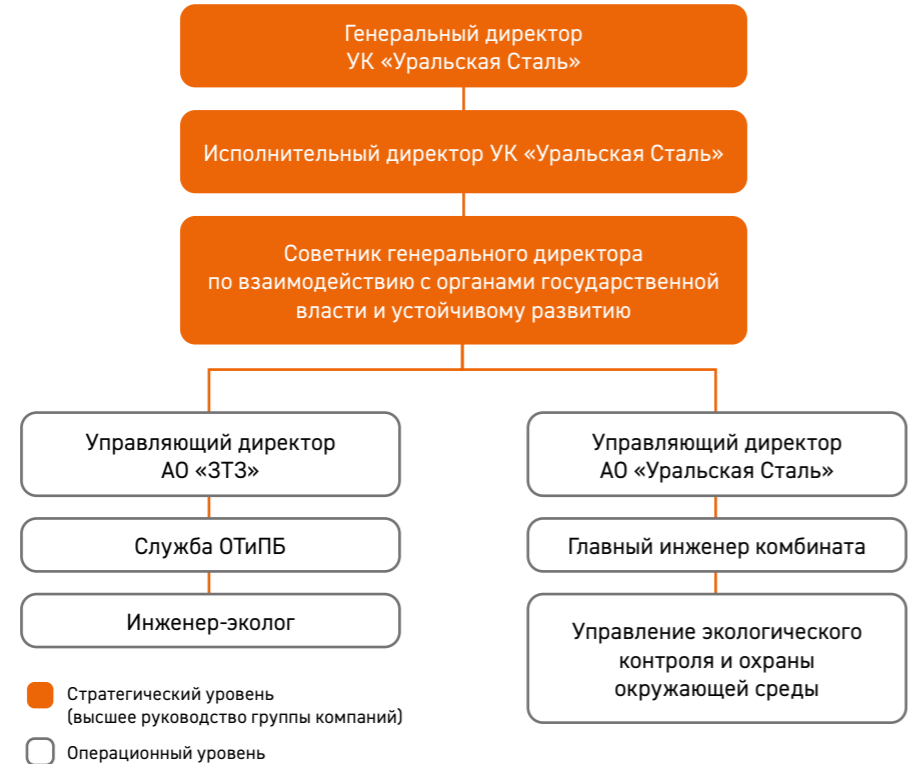 Генеральный директор
УК «Уральская Сталь»
Исполнительный директор УК «Уральская Сталь»
Советник генерального директора
по взаимодействию с органами государственной
власти и устойчивому развитию
Управляющий директор
АО «ЗТЗ»
Служба ОТиПБ
Инженер-эколог
Управляющий директор
АО «Уральская Сталь»
Главный инженер комбината
Управление экологического
контроля и охраны
окружающей среды
Стратегический уровень
(высшее руководство группы компаний)
Операционный уровень